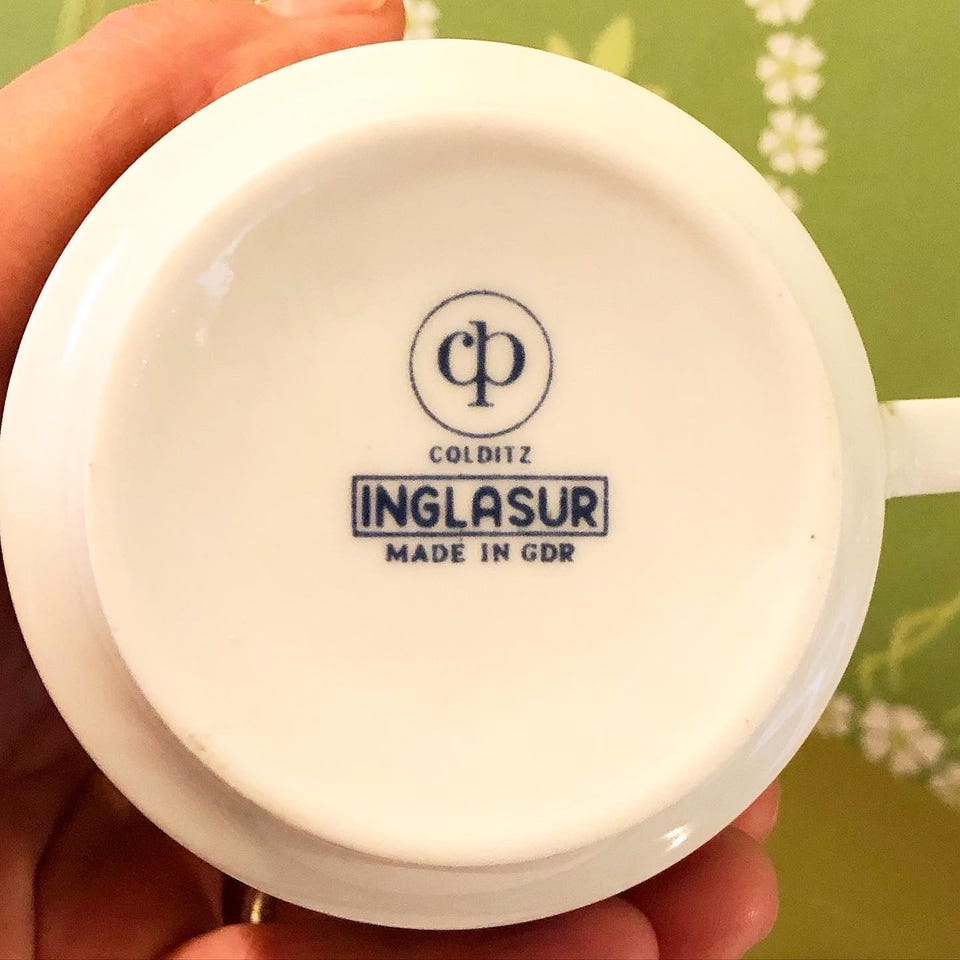 cp
COLDITZ
INGLASUR
MADE IN GDR